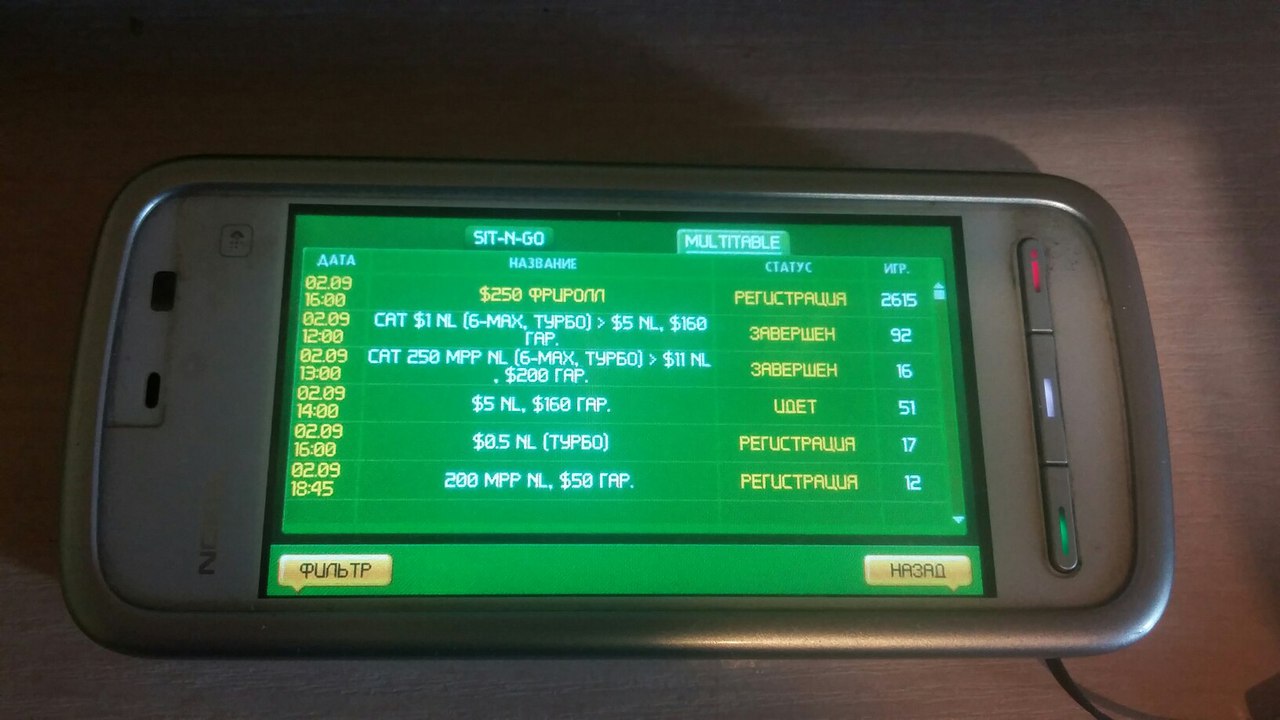 SIT-N-GO MULTITABLE
ДАТА НАЗВАНИЕ СТАТУС ИГР.
02.09 16:00 $250 ФРИРОЛЛ РЕГИСТРАЦИЯ 2615
02.09 12:00 САТ $1 NL (6-MAX, ТУРБО) > $5 NL, $160 ГАР. ЗАВЕРШЕН 92
02.09 13:00 САТ 250 МРР NL (6-MAX, ТУРБО) > $11 NL , $200 ГАР. ЗАВЕРШЕН 16
02.09 14:00 $5 NL, $160 ГАР. ИДЕТ 51
02.09 16:00 $0.5 NL (ТУРБО) РЕГИСТРАЦИЯ 17
02.09 18:45 200 МРР NL, $50 ГАР. РЕГИСТРАЦИЯ 12
ФИЛЬТР НАЗАД